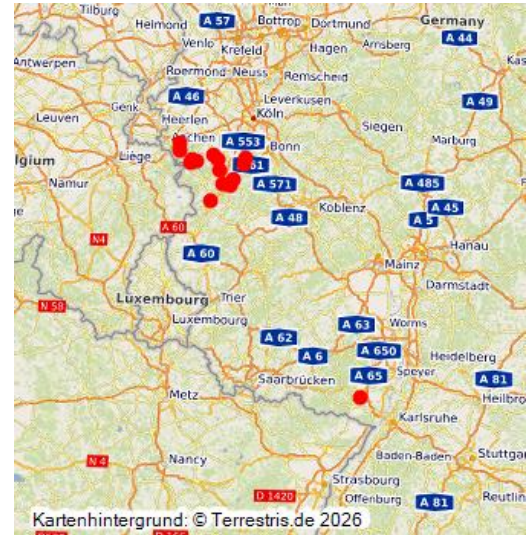 Tilburg
A 57
Bottrop
Dortmund
Germany
Helmond
Venlo
Krefeld
Hagen
Arnsberg
A 44
Antwerpen
Roermond
Neuss
Remscheid
Genk
A 46
Leverkusen
A 49
Leuven
Heerlen
Köln
Siegen
Aachen
A 553
Marburg
Liège
Bonn
A 61
lgium
Namur
A 571
A 485
Koblenz
A 45
A 48
A 5
N4
A 60
Hanau
A 60
Mainz
Darmstadt
N 58
Luxembourg
Trier
Luxembourg
A 63
Worms
A 62
A 650
A 6
Heidelberg
A 65
Speyer
A 81
Saarbrücken
Metz
Heilbro
Karlsruhe
Baden-Baden
Stuttgar
N 4
Nancy
Strasbourg
D 1420
Offenburg
A 81
Reutlin
Kartenhintergrund: © Terrestris.de 2026